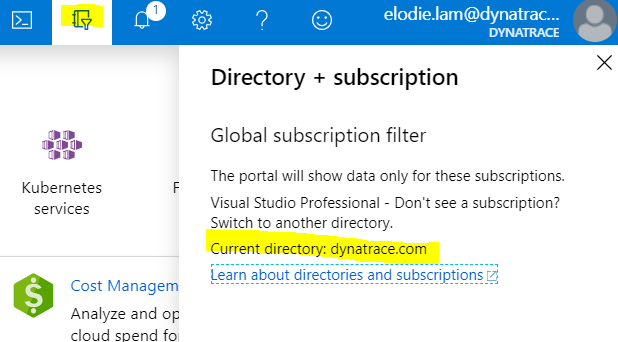 1
elodie.lam@dynatrace.c...
DYNATRACE
Directory + subscription
Global subscription filter
The portal will show data only for these subscriptions.
Visual Studio Professional - Don't see a subscription?
Switch to another directory.
Current directory: dynatrace.com
Learn about directories and subscriptions
Kubernetes
services
Cost Managem
Analyze and op
cloud spend fo